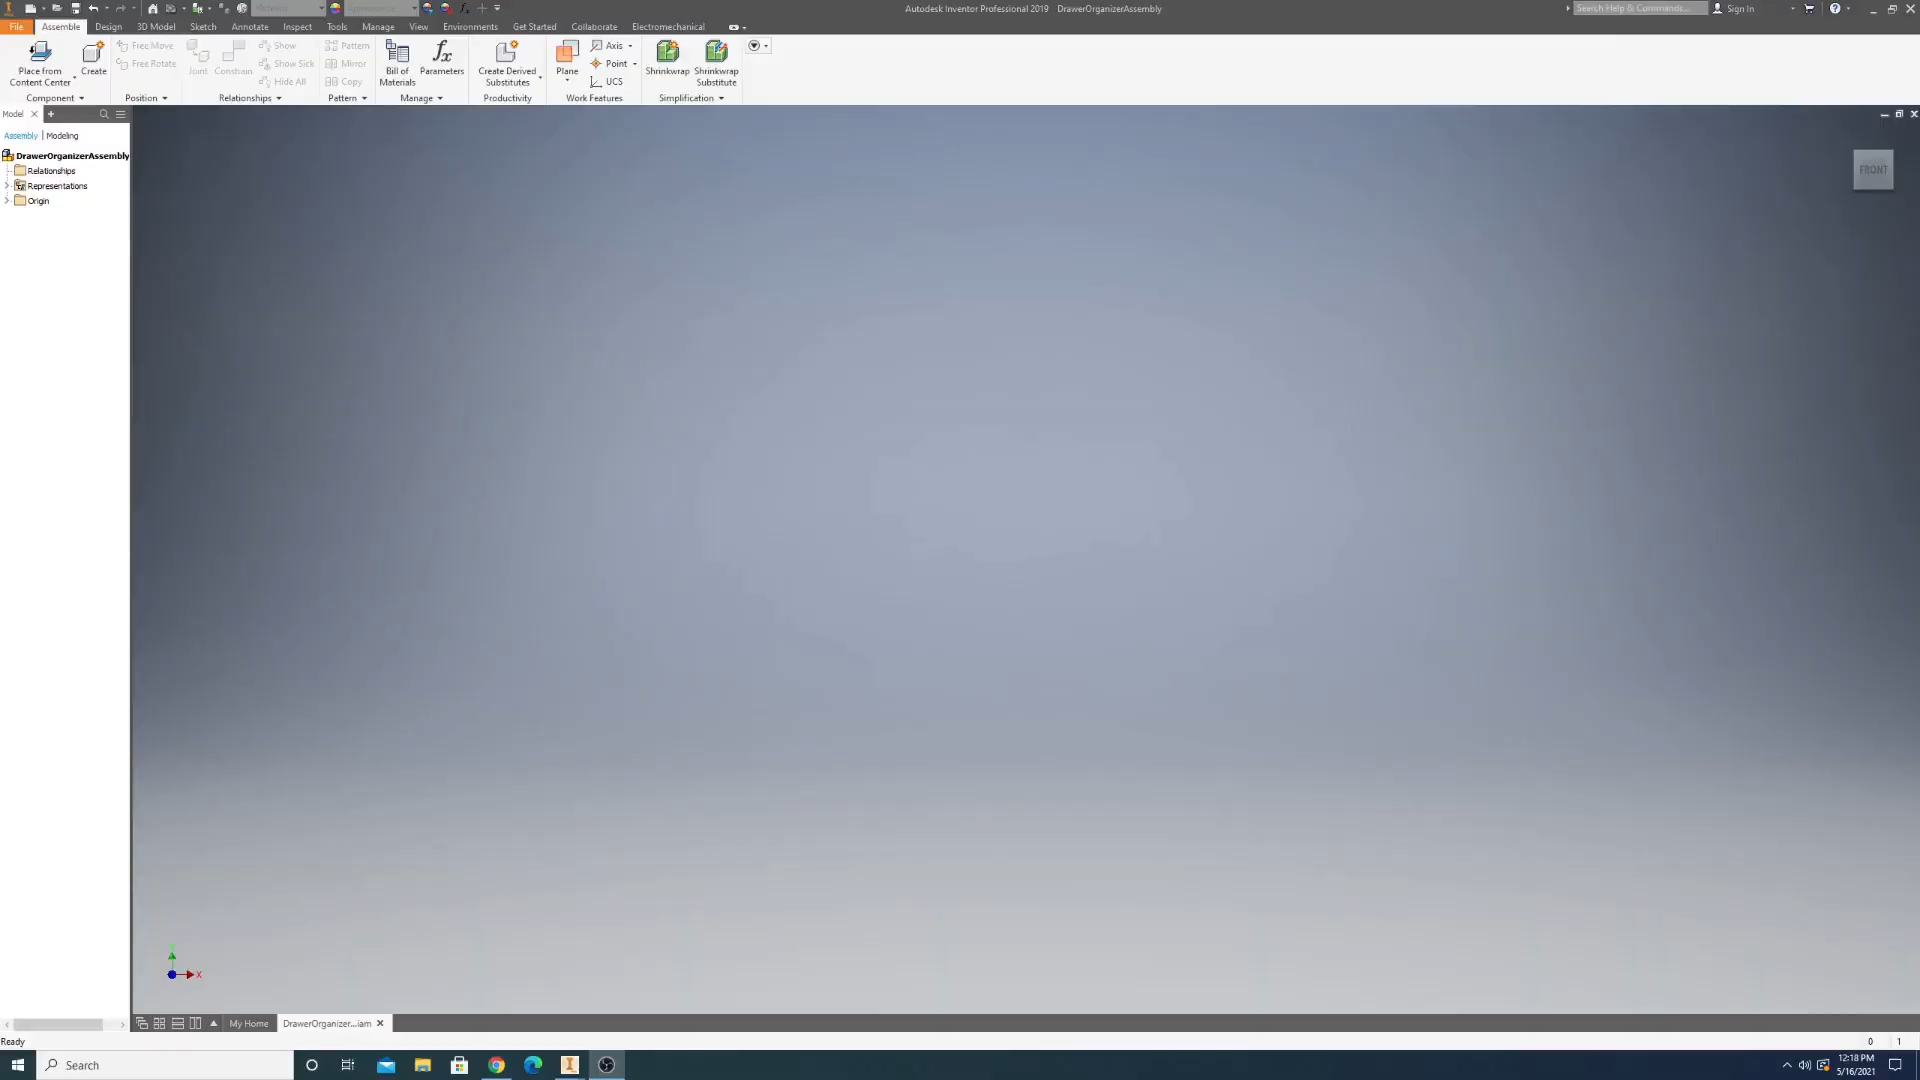 Autodesk Inventor Professional 2019 DrawerOrganizerAssembly
Search Help & Commands...
Sign In
File Assemble Design 3D Model Sketch Annotate Inspect Tools Manage View Environments Get Started Collaborate Electromechanical
Place from
Content Center
Create
Free Move
Free Rotate
Joint
Constrain
Show
Show Sick
Hide All
Pattern
Mirror
Copy
Bill of
Materials
fx
Parameters
Create Derived
Substitutes
Plane
Axis
Point
UCS
Shrinkwrap
Shrinkwrap
Substitute
Component Position Relationships Pattern Manage Productivity Work Features Simplification
Model
Assembly | Modeling
DrawerOrganizerAssembly
Relationships
Representations
Origin
FRONT
X
My Home
DrawerOrganizer...iam
Ready
0 1
Search
12:18 PM
5/16/2021